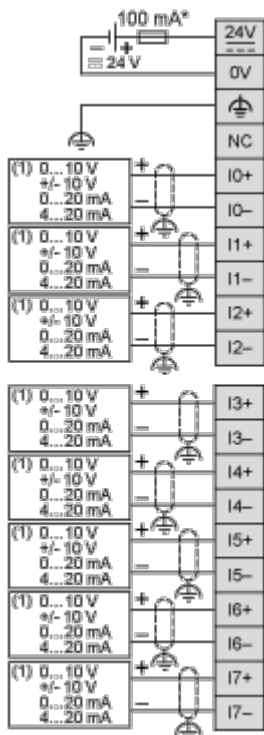 100 mA*
24V
− +
24 V
0V
NC
(1) 0...10 V
+/- 10 V
0...20 mA
4...20 mA
+
−
I0+
I0−
(1) 0...10 V
+/- 10 V
0...20 mA
4...20 mA
+
−
I1+
I1−
(1) 0...10 V
+/- 10 V
0...20 mA
4...20 mA
+
−
I2+
I2−
(1) 0...10 V
+/- 10 V
0...20 mA
4...20 mA
+
−
I3+
I3−
(1) 0...10 V
+/- 10 V
0...20 mA
4...20 mA
+
−
I4+
I4−
(1) 0...10 V
+/- 10 V
0...20 mA
4...20 mA
+
−
I5+
I5−
(1) 0...10 V
+/- 10 V
0...20 mA
4...20 mA
+
−
I6+
I6−
(1) 0...10 V
+/- 10 V
0...20 mA
4...20 mA
+
−
I7+
I7−